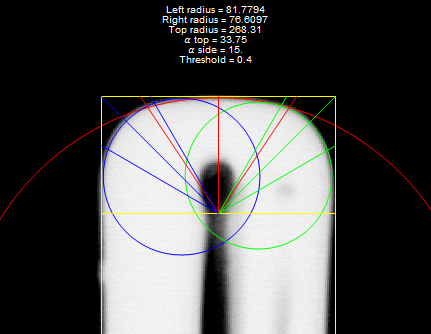 Left radius = 81.7794
Right radius = 76.6097
Top radius = 268.31
α top = 33.75
α side = 15.
Threshold = 0.4